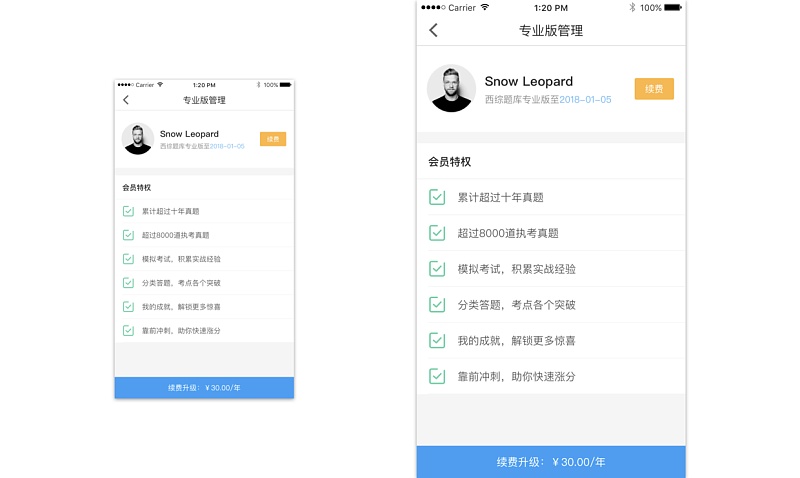 Carrier 1:20 PM 100%
专业版管理
Snow Leopard
西综题库专业版至2018-01-05
续费
会员特权
累计超过十年真题
超过8000道执考真题
模拟考试，积累实战经验
分类答题，考点各个突破
我的成就，解锁更多惊喜
靠前冲刺，助你快速涨分
续费升级：￥30.00/年
Carrier 1:20 PM 100%
专业版管理
Snow Leopard
西综题库专业版至2018-01-05
续费
会员特权
累计超过十年真题
超过8000道执考真题
模拟考试，积累实战经验
分类答题，考点各个突破
我的成就，解锁更多惊喜
靠前冲刺，助你快速涨分
续费升级：￥30.00/年